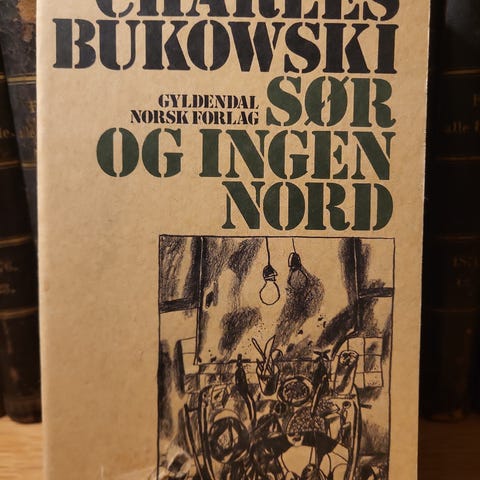 CHARLES
BUKOWSKI
GYLDENDAL
NORSK FORLAG
SØR
OG INGEN
NORD